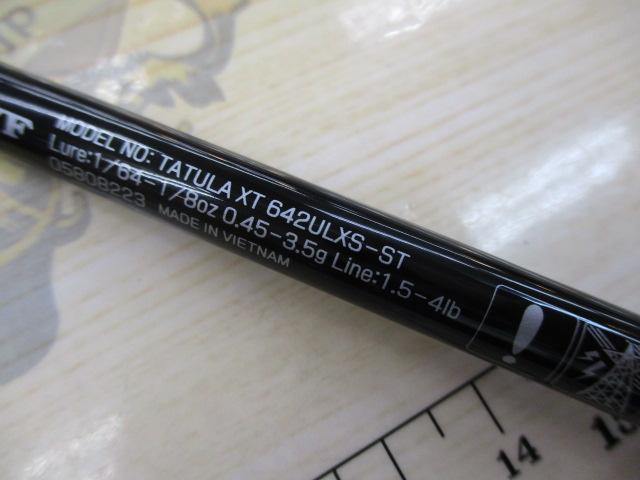 MODEL NO: TATULA XT 642ULXS-ST
Lure:1/64-1/8oz 0.45-3.5g Line:1.5-4lb
05808223 MADE IN VIETNAM
14